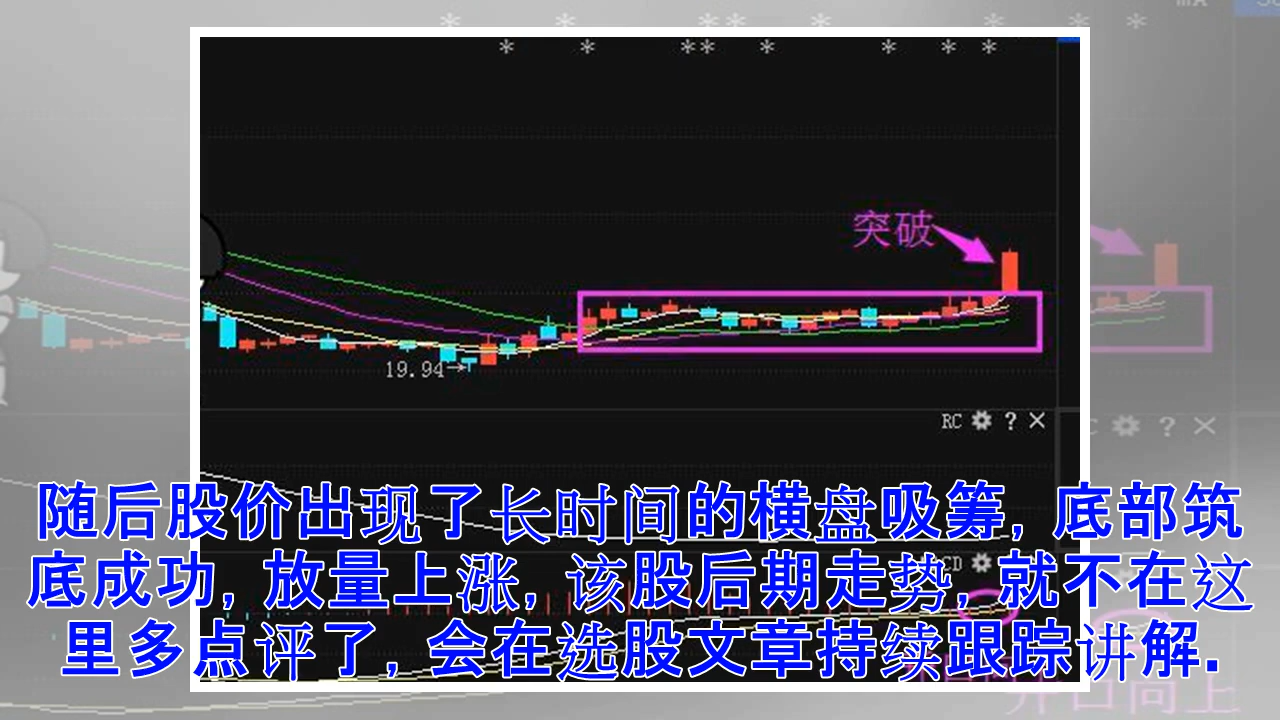 突破
19.94→
RC ? ×
随后股价出现了长时间的横盘吸筹, 底部筑
底成功, 放量上涨, 该股后期走势, 就不在这
里多点评了, 会在选股文章持续跟踪讲解.